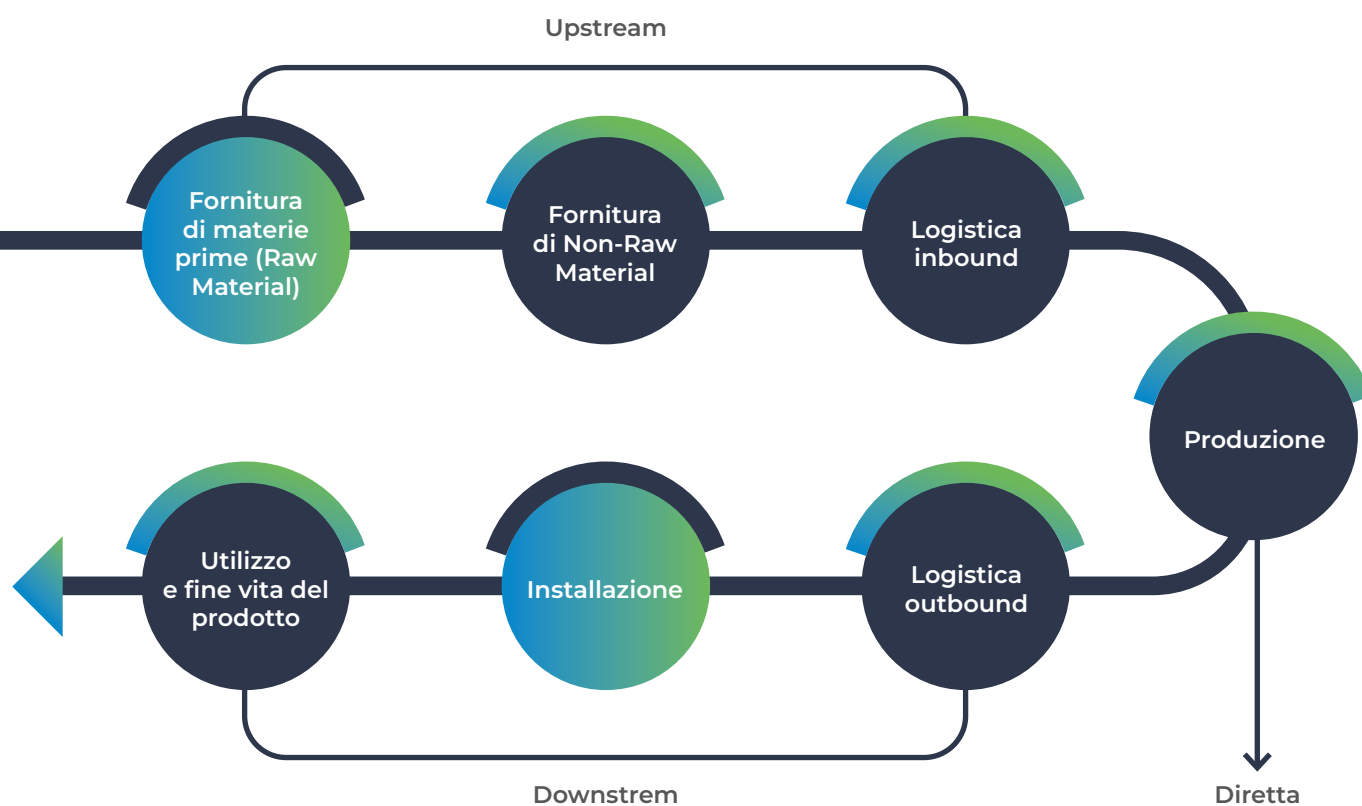 Upstream
Fornitura
di materie
prime (Raw
Material)
Fornitura
di Non-Raw
Material
Logistica
inbound
Produzione
Utilizzo
e fine vita del
prodotto
Installazione
Logistica
outbound
Downstrem
Diretta